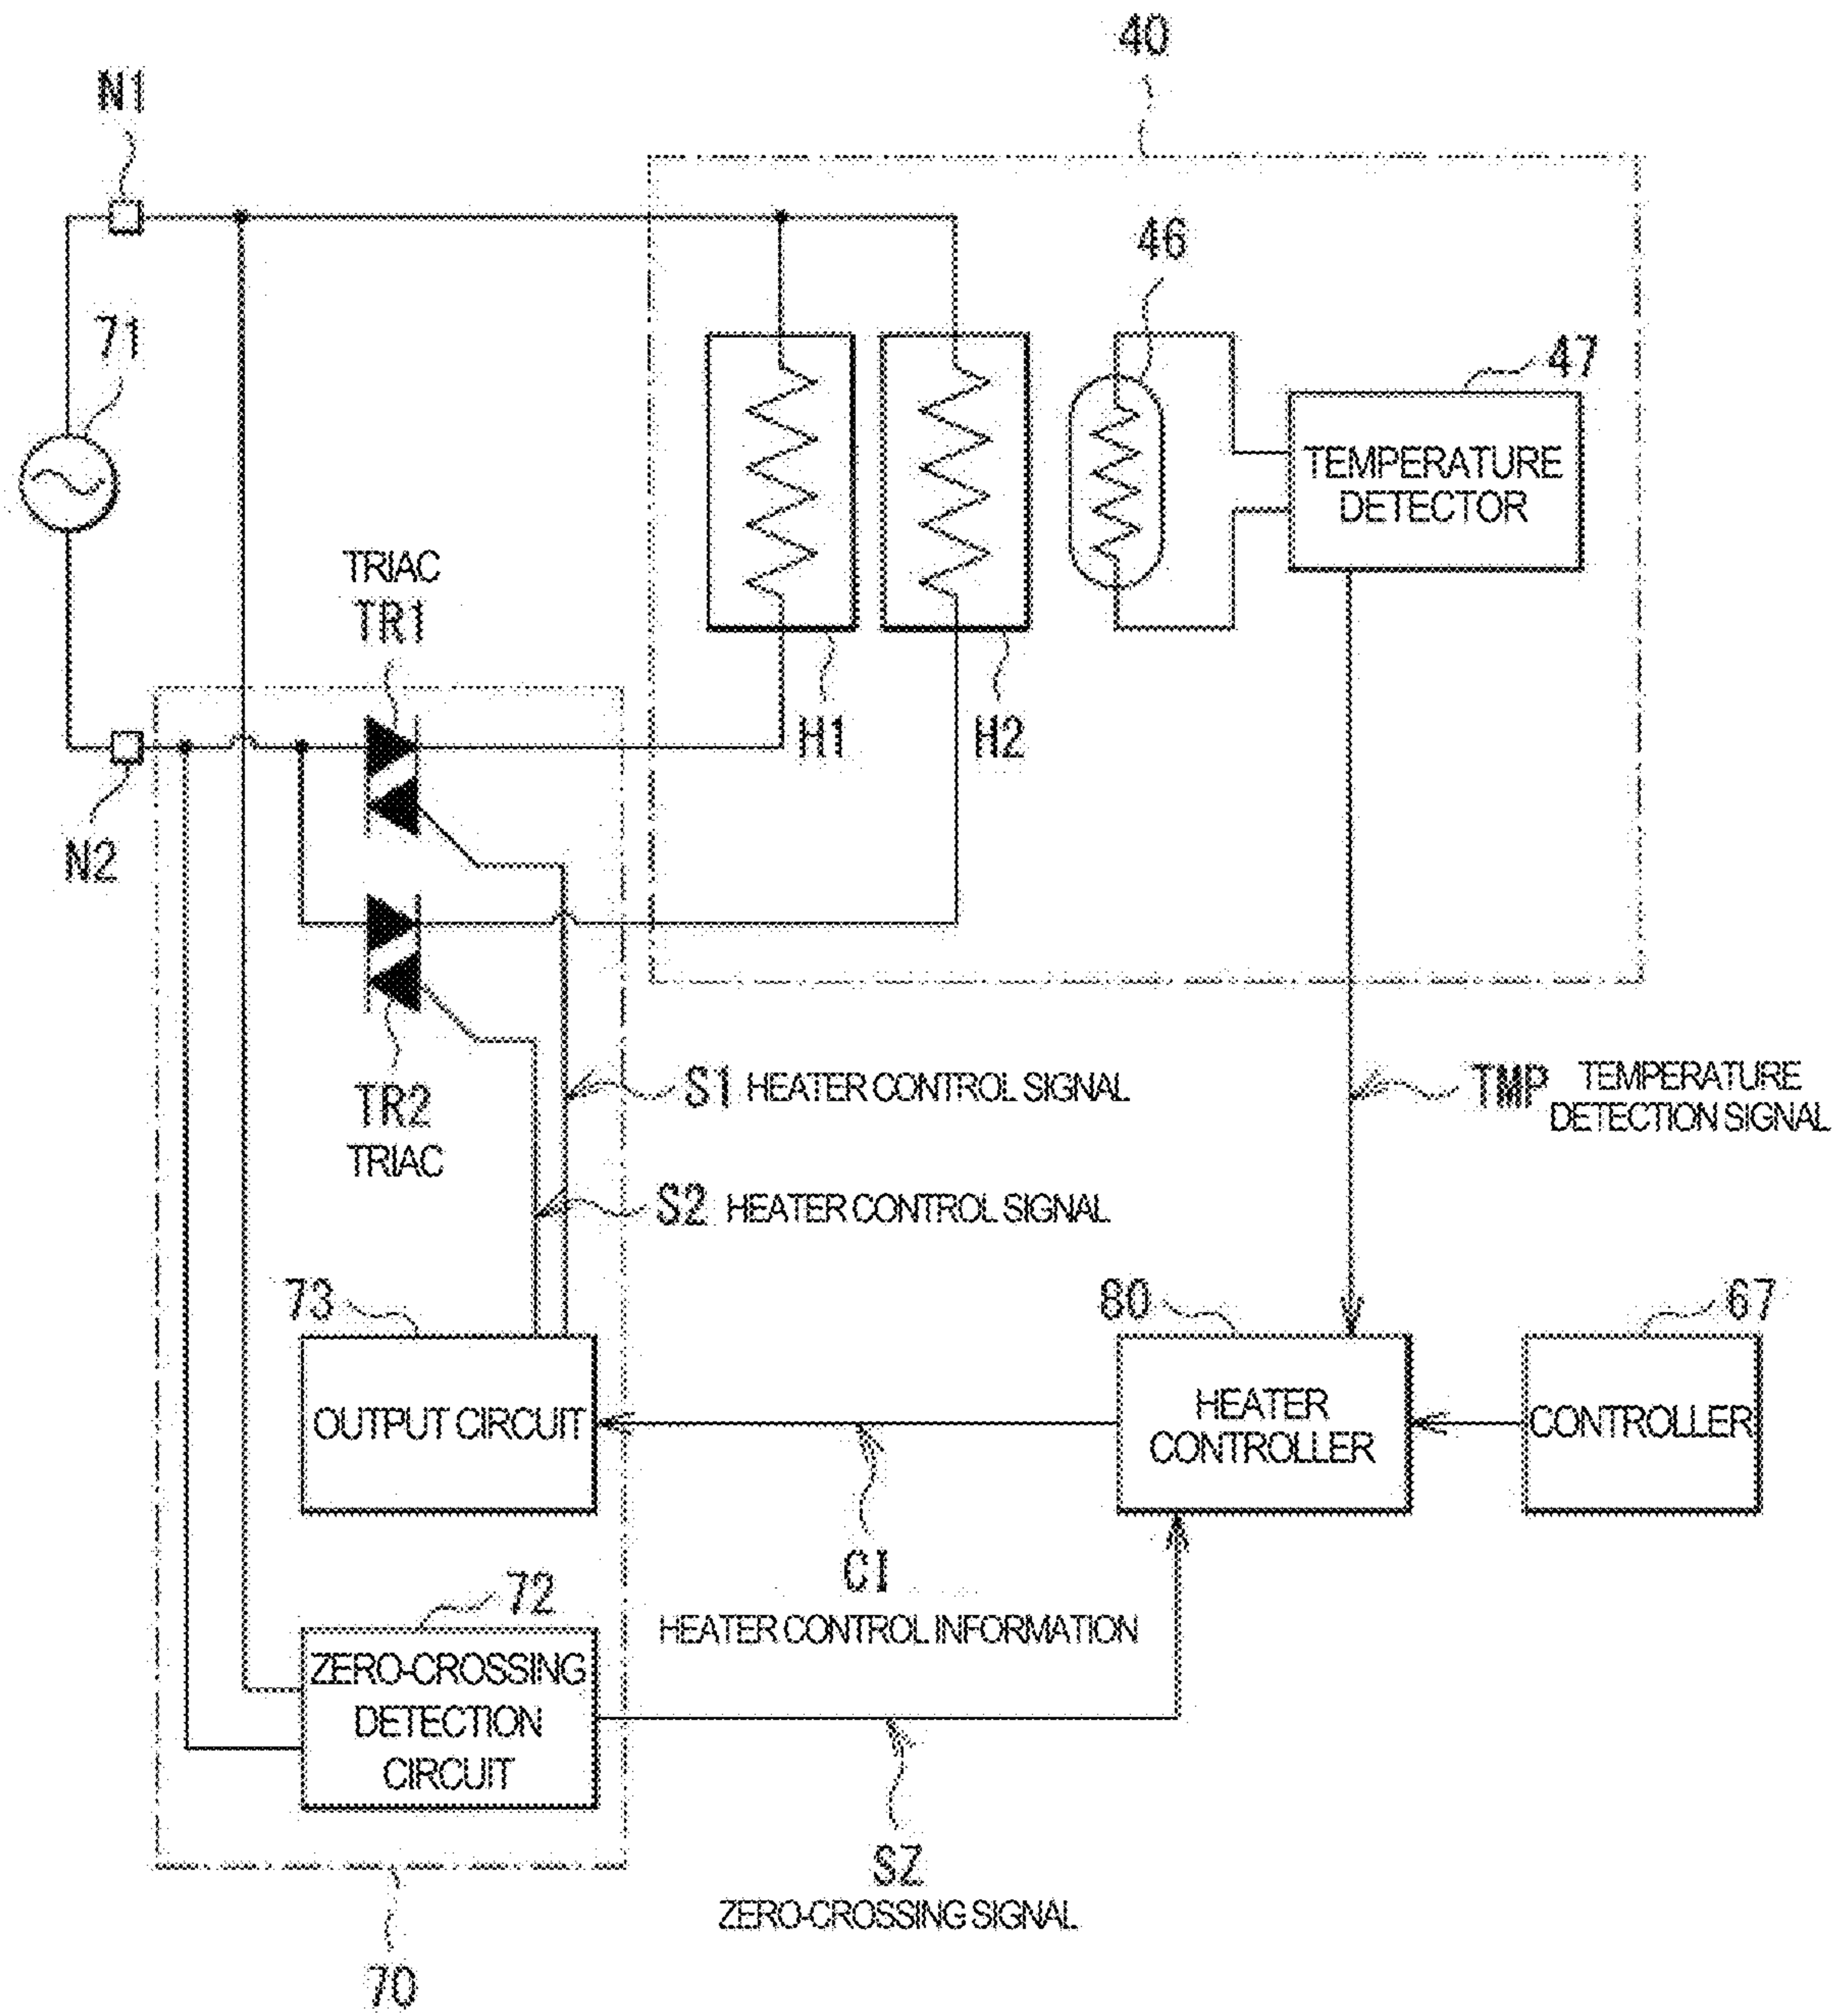 40
N1
46
71
47
TEMPERATURE
DETECTOR
TRIAC
TR1
H1
H2
N2
TR2
TRIAC
S1 HEATER CONTROL SIGNAL
TMP TEMPERATURE
DETECTION SIGNAL
S2 HEATER CONTROL SIGNAL
73
80
67
OUTPUT CIRCUIT
HEATER
CONTROLLER
CONTROLLER
CI
HEATER CONTROL INFORMATION
72
ZERO-CROSSING
DETECTION
CIRCUIT
SZ
ZERO-CROSSING SIGNAL
70